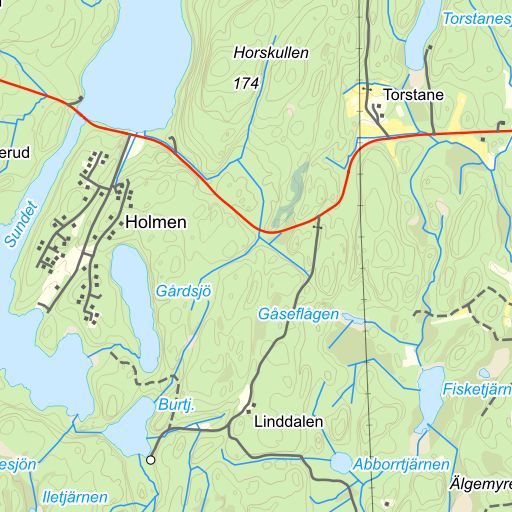 Torstanesj
Horskullen
174
Torstane
erud
Sundet
Holmen
Gårdsjö
Gåseflågen
Burtj.
Fisketjärn
Linddalen
esjön
Abborrtjärnen
Iletjärnen
Älgemyre